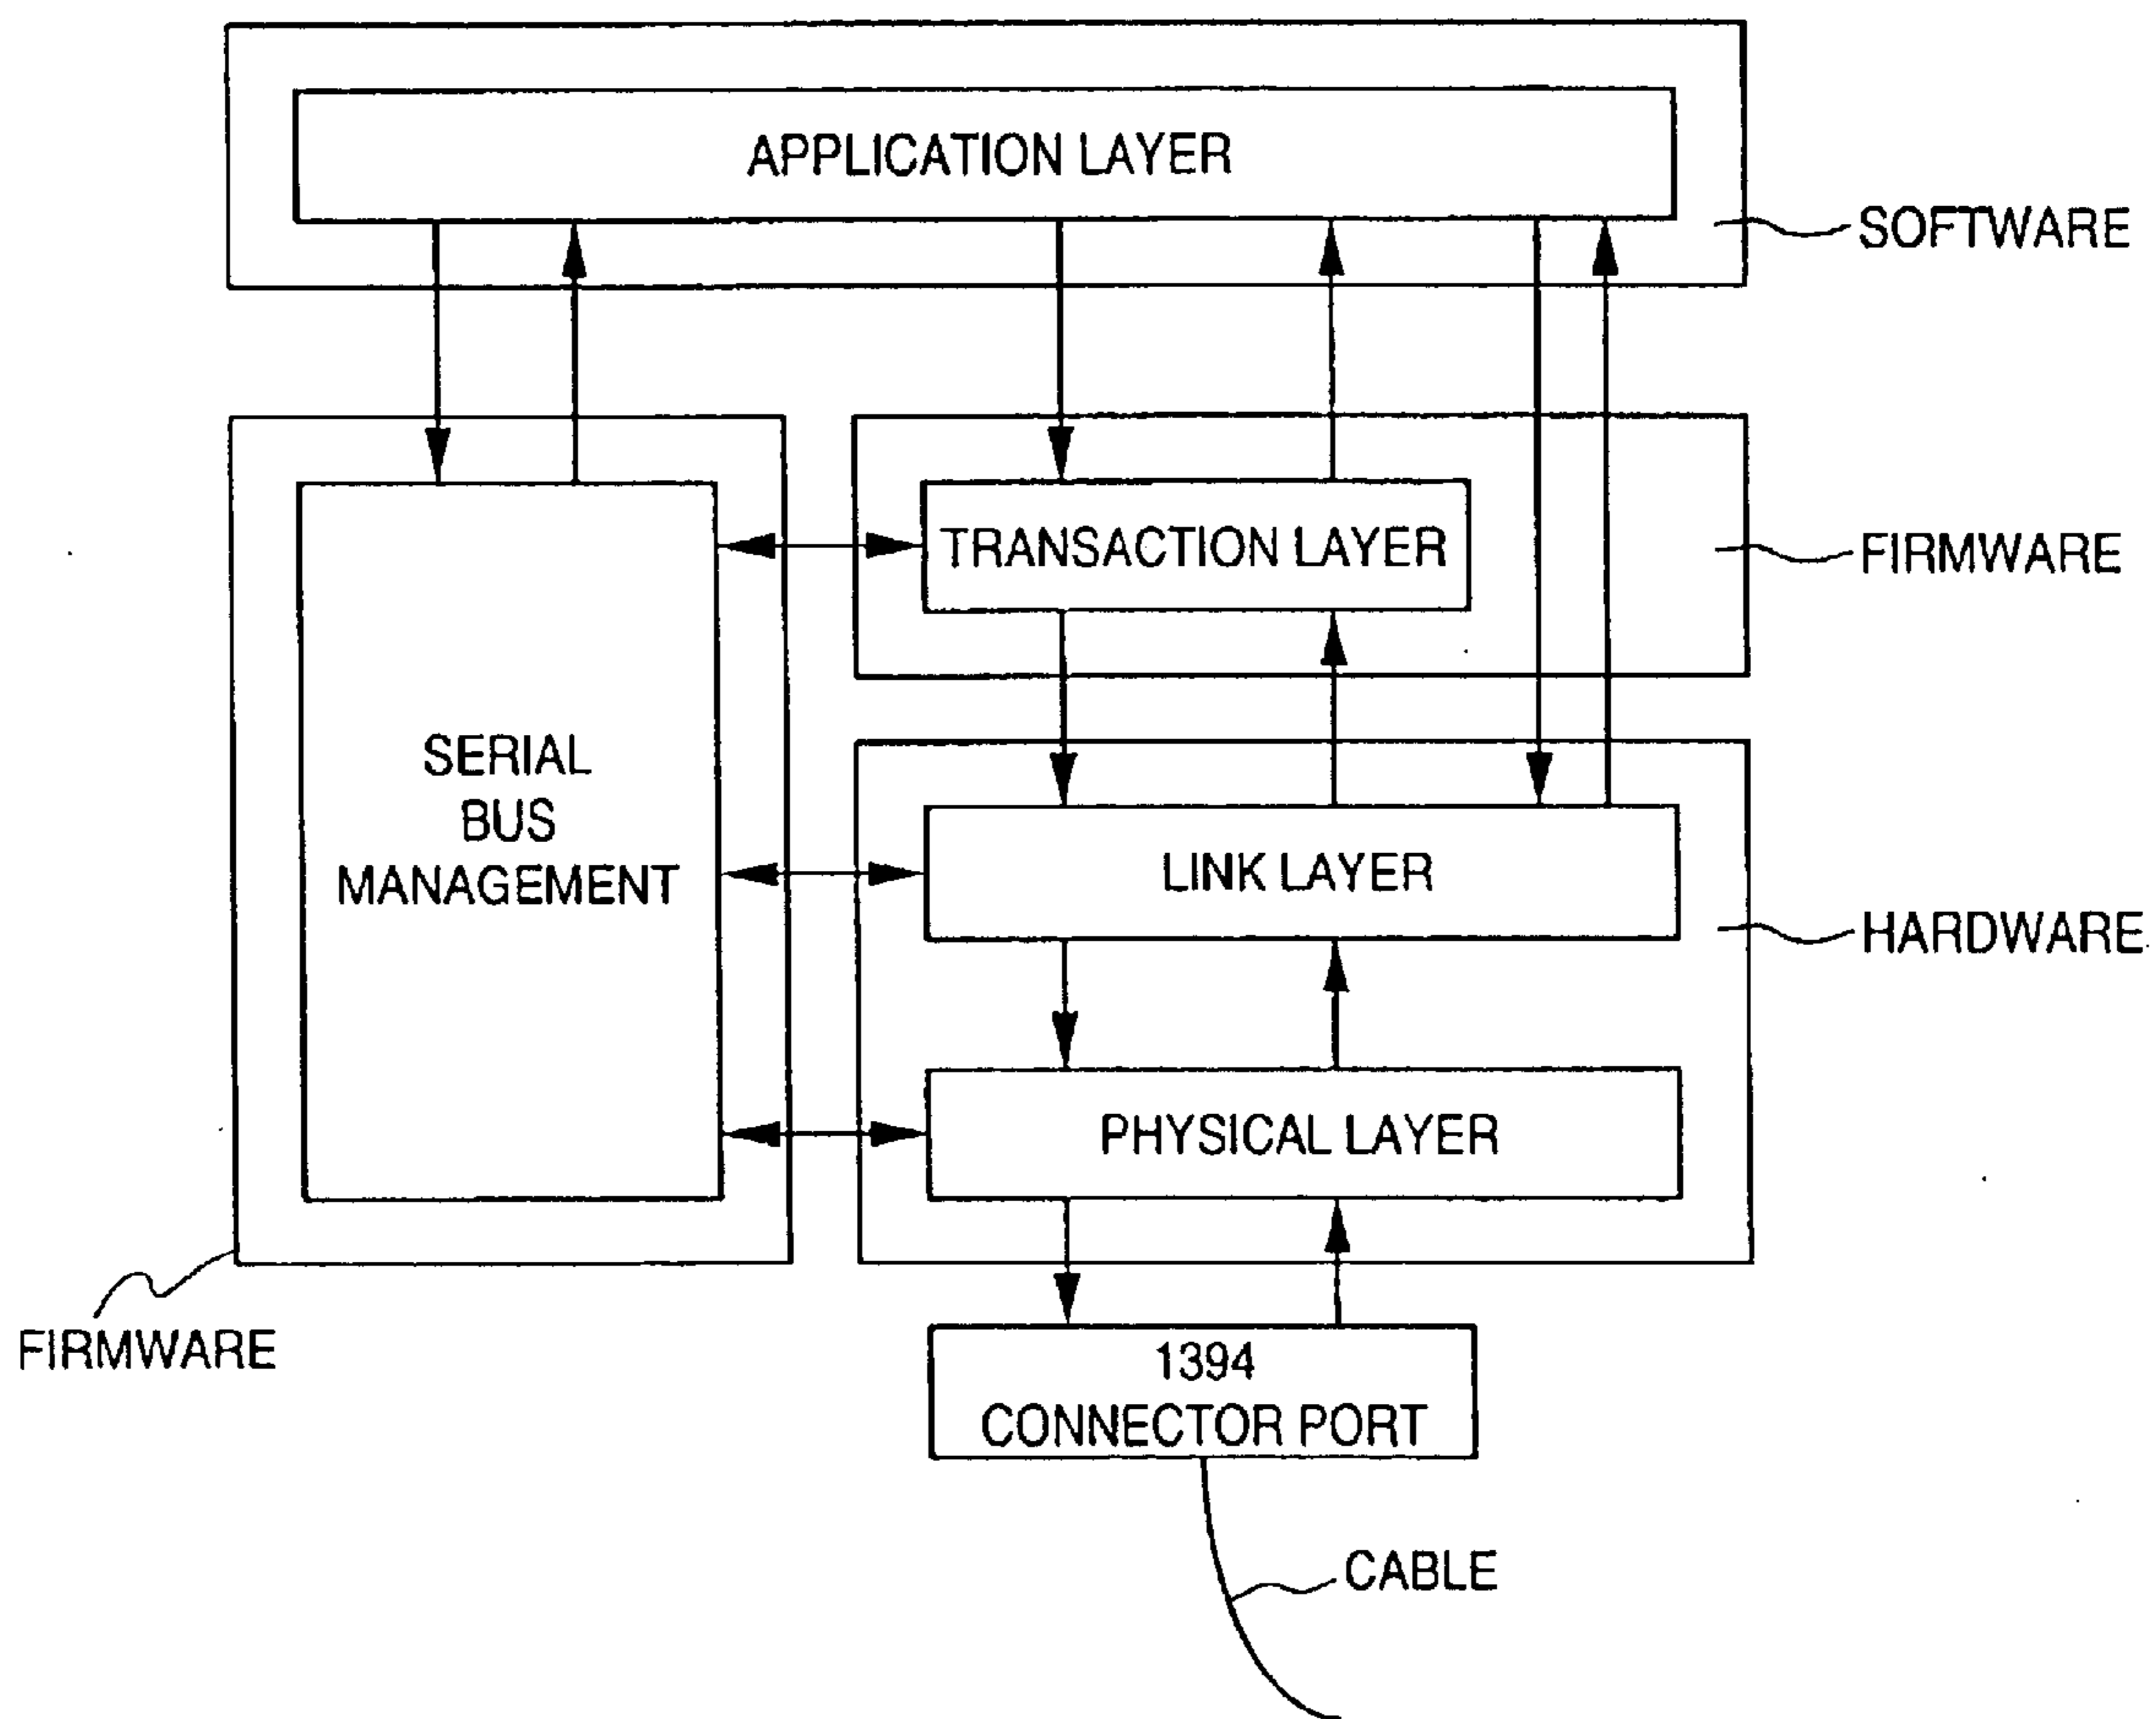 APPLICATION LAYER
SOFTWARE
TRANSACTION LAYER
FIRMWARE
SERIAL
BUS
MANAGEMENT
LINK LAYER
HARDWARE
PHYSICAL LAYER
FIRMWARE
1394
CONNECTOR PORT
CABLE